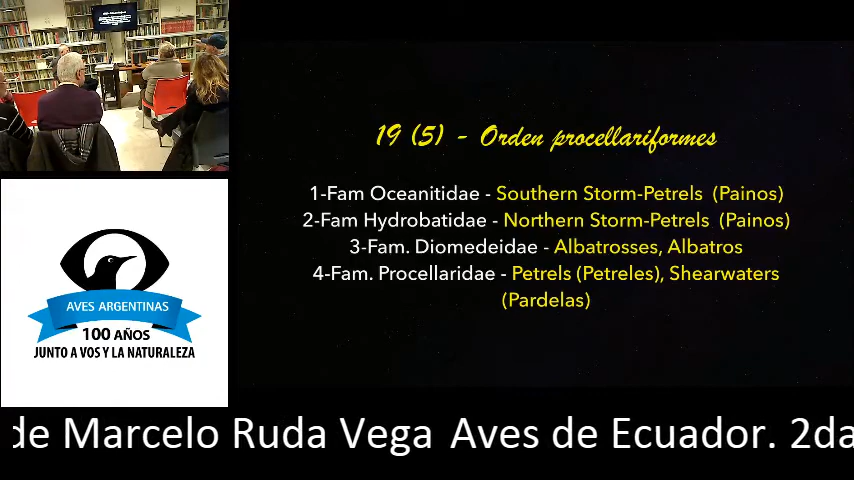 19 (5) - Orden procellariformes
1-Fam Oceanitidae - Southern Storm-Petrels (Painos)
2-Fam Hydrobatidae - Northern Storm-Petrels (Painos)
3-Fam. Diomedeidae - Albatrosses, Albatros
4-Fam. Procellaridae - Petrels (Petreles), Shearwaters
(Pardelas)
AVES ARGENTINAS
100 AÑOS
JUNTO A VOS Y LA NATURALEZA
de Marcelo Ruda Vega Aves de Ecuador. 2da